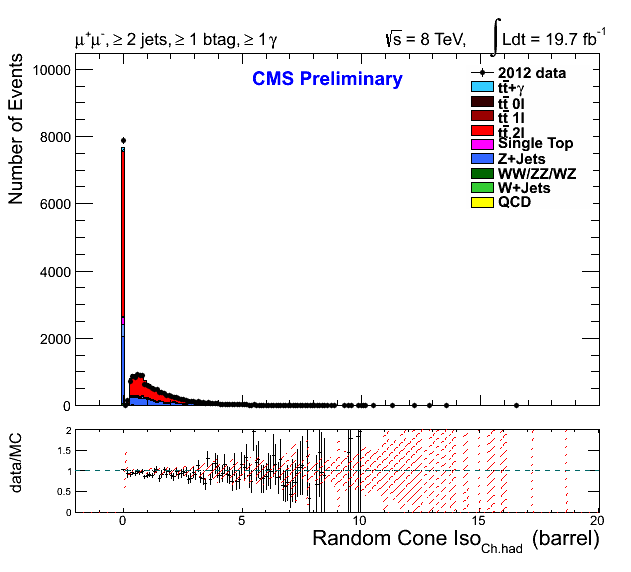 μ⁺μ⁻, ≥ 2 jets, ≥ 1 btag, ≥ 1 γ √s = 8 TeV, ∫ Ldt = 19.7 fb⁻¹
CMS Preliminary
2012 data
tt̄+γ
tt̄ 0l
tt̄ 1l
tt̄ 2l
Single Top
Z+Jets
WW/ZZ/WZ
W+Jets
QCD
Number of Events
10000
8000
6000
4000
2000
0
data/MC
2
1.5
1
0.5
0
0 5 10 15 20
Random Cone Iso_Ch.had (barrel)